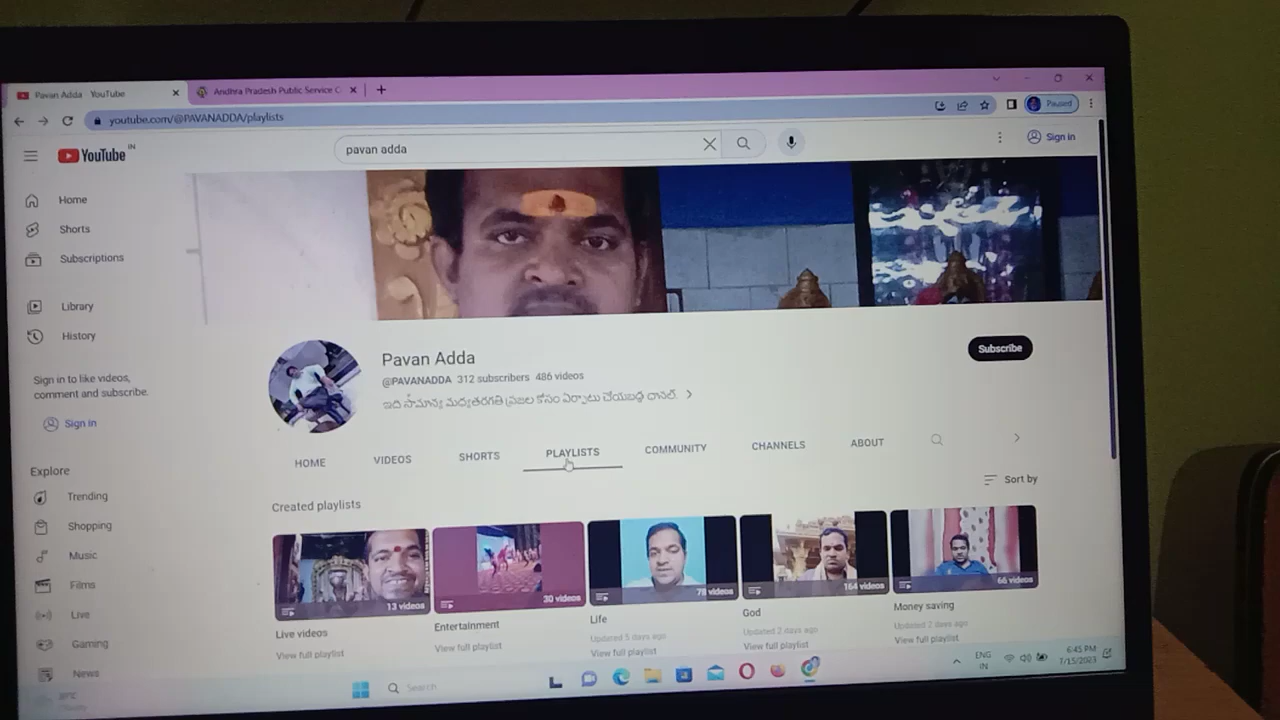 Pavan Adda YouTube
Andhra Pradesh Public Service C
youtube.com/@PAVANADDA/playlists
Paused
YouTube IN
pavan adda
Sign in
Home
Shorts
Subscriptions
Library
History
Sign in to like videos,
comment and subscribe.
Sign in
Explore
Trending
Shopping
Music
Films
Live
Gaming
News
Pavan Adda
@PAVANADDA 312 subscribers 486 videos
ఇది సామాన్య మధ్యతరగతి ప్రజల కోసం ఏర్పాటు చేయబడ్డ చానల్.
Subscribe
HOME VIDEOS SHORTS PLAYLISTS COMMUNITY CHANNELS ABOUT
Sort by
Created playlists
13 videos
30 videos
78 videos
164 videos
66 videos
Live videos
View full playlist
Entertainment
View full playlist
Life
Updated 5 days ago
View full playlist
God
Updated 2 days ago
View full playlist
Money saving
Updated 2 days ago
View full playlist
Search
ENG
IN
6:45 PM
7/15/2023